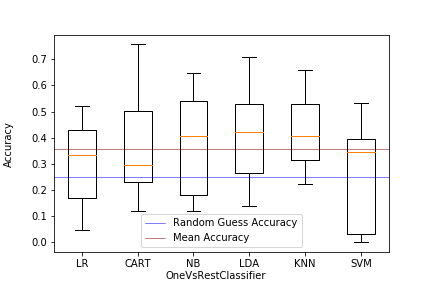 0.7
0.6
0.5
0.4
0.3
0.2
0.1
0.0
Accuracy
Random Guess Accuracy
Mean Accuracy
LR CART NB LDA KNN SVM
OneVsRestClassifier